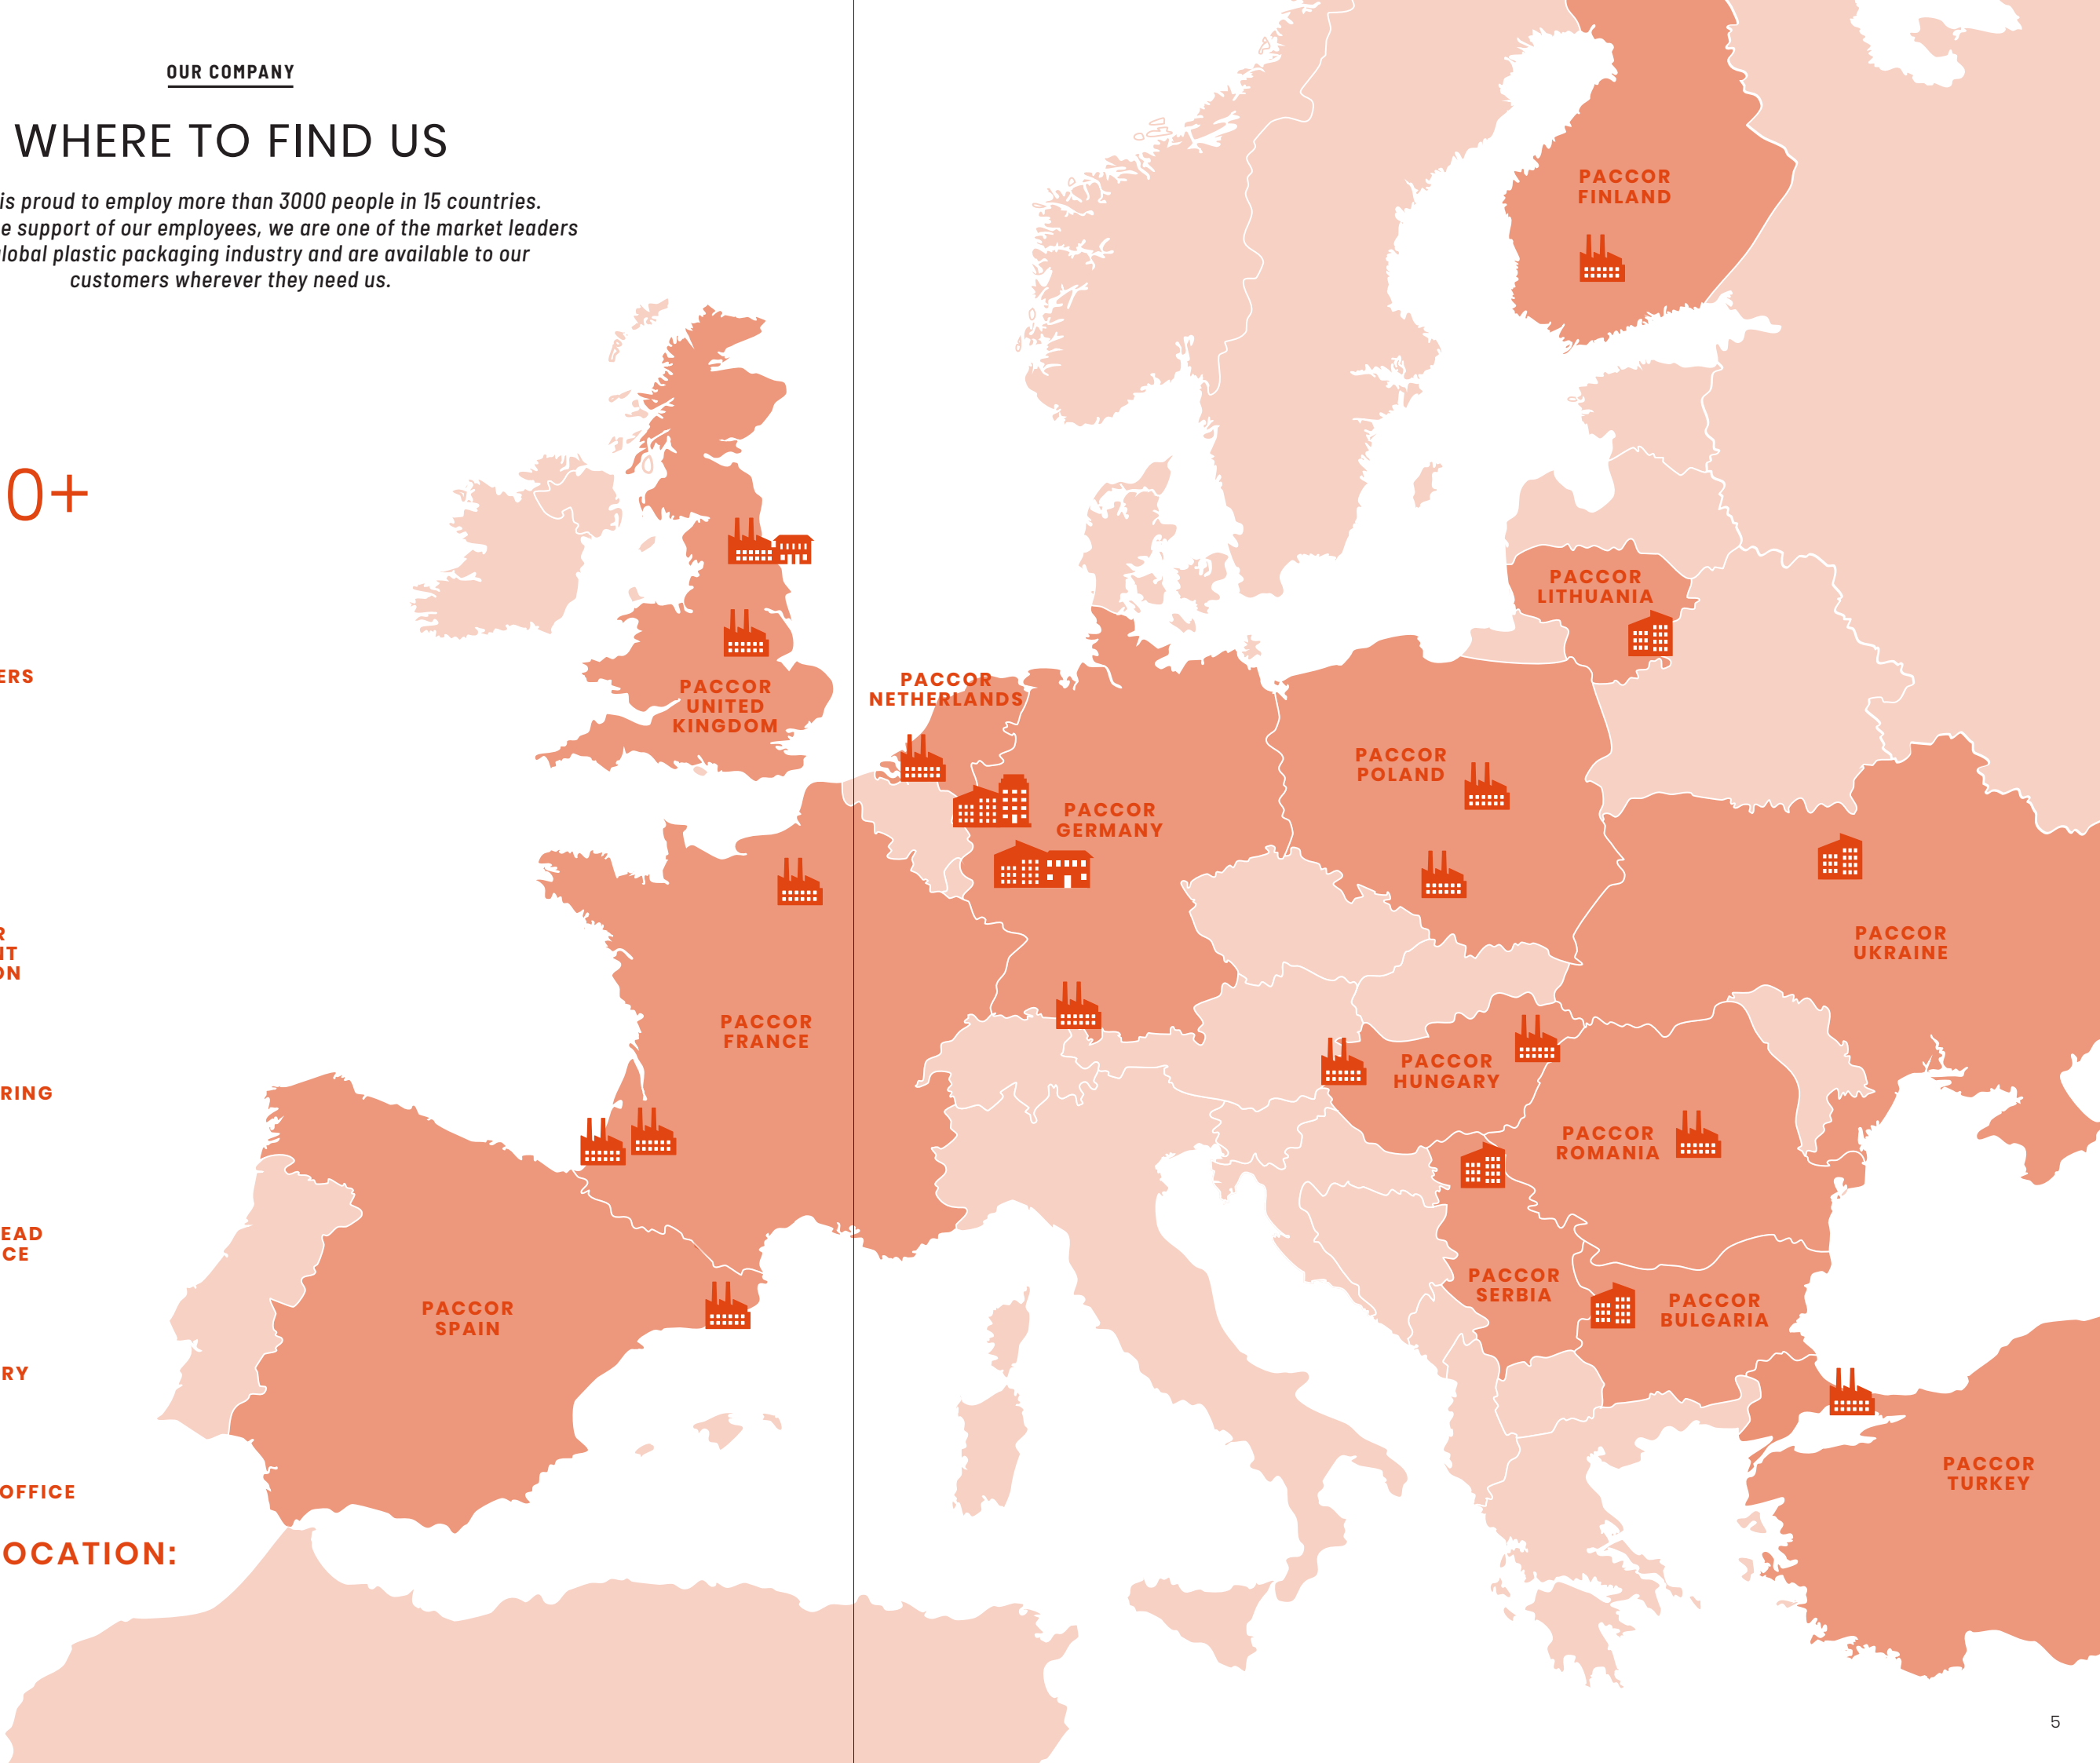 OUR COMPANY
WHERE TO FIND US
is proud to employ more than 3000 people in 15 countries.
e support of our employees, we are one of the market leaders
lobal plastic packaging industry and are available to our
customers wherever they need us.
0+
ERS
R
IT
ON
RING
EAD
CE
RY
OFFICE
OCATION:
PACCOR
FINLAND
PACCOR
LITHUANIA
PACCOR
UNITED
KINGDOM
PACCOR
NETHERLANDS
PACCOR
POLAND
PACCOR
GERMANY
PACCOR
UKRAINE
PACCOR
FRANCE
PACCOR
HUNGARY
PACCOR
ROMANIA
PACCOR
SERBIA
PACCOR
BULGARIA
PACCOR
SPAIN
PACCOR
TURKEY
5